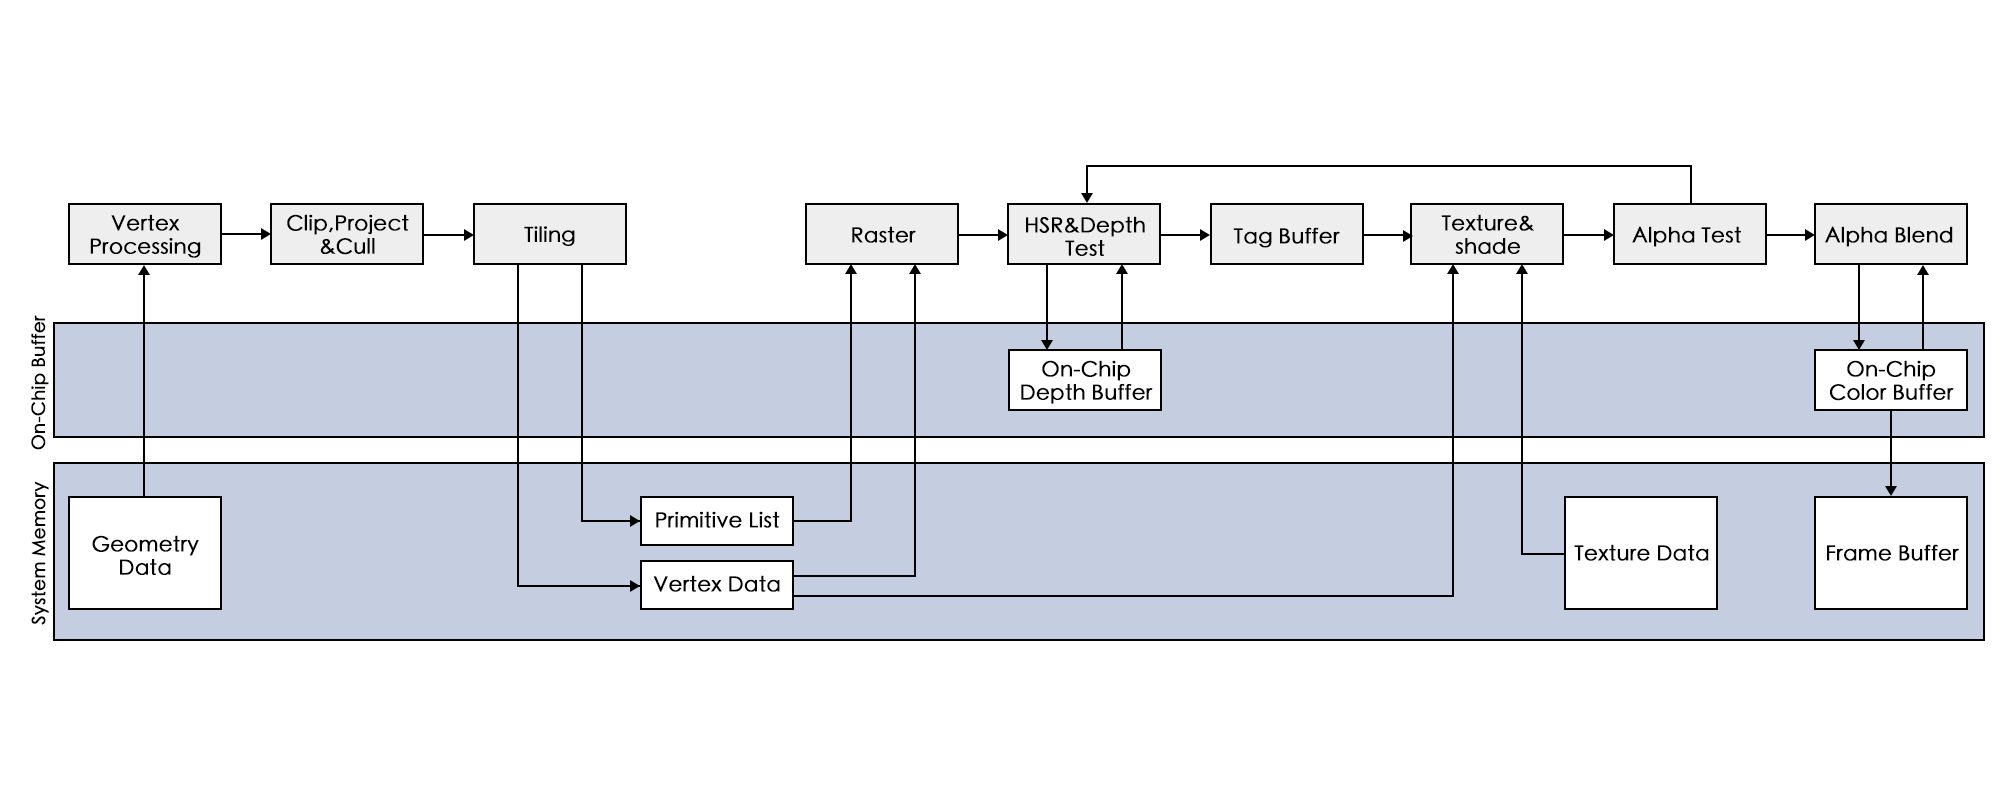 Vertex
Processing
Clip,Project
&Cull
Tiling
Raster
HSR&Depth
Test
Tag Buffer
Texture&
shade
Alpha Test
Alpha Blend
On-Chip Buffer
On-Chip
Depth Buffer
On-Chip
Color Buffer
System Memory
Geometry
Data
Primitive List
Vertex Data
Texture Data
Frame Buffer